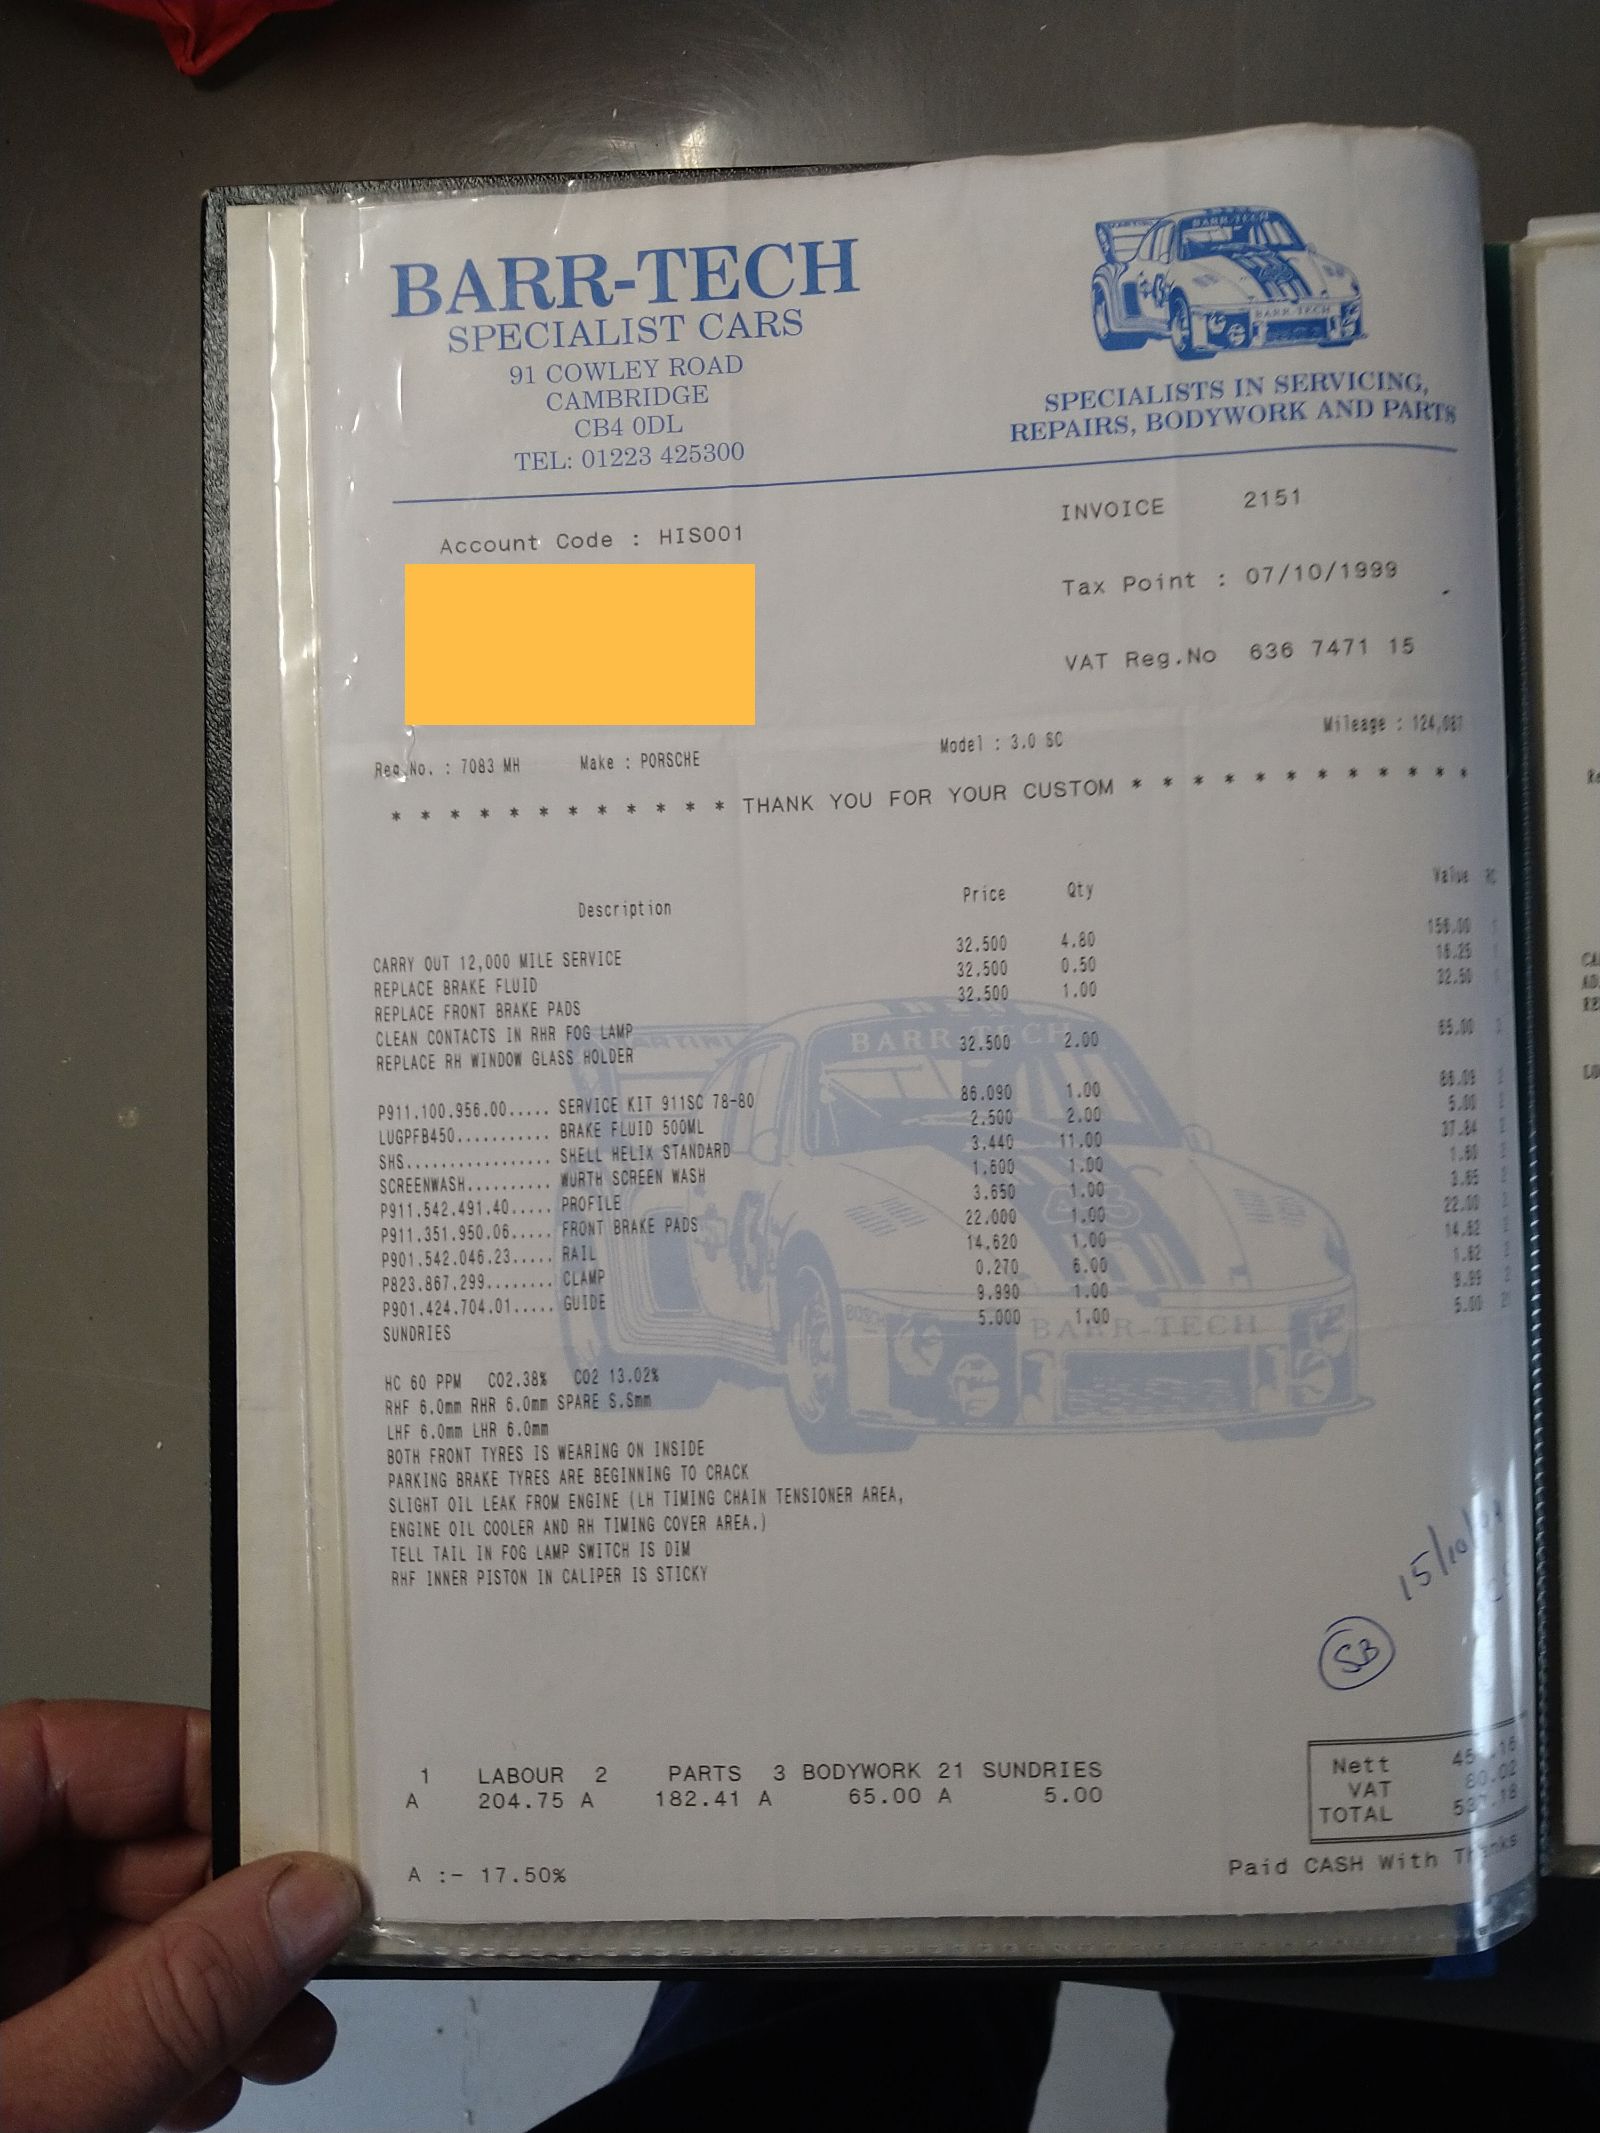 BARR-TECH
SPECIALIST CARS
91 COWLEY ROAD
CAMBRIDGE
CB4 0DL
TEL: 01223 425300
BARR-TECH
BARR-TECH
SPECIALISTS IN SERVICING,
REPAIRS, BODYWORK AND PARTS
INVOICE 2151
Account Code : HIS001
Tax Point : 07/10/1999
VAT Reg.No 636 7471 15
Reg.No. : 7083 MH Make : PORSCHE Model : 3.0 SC Mileage : 124,087
* * * * * * * * * * * * THANK YOU FOR YOUR CUSTOM * * * * * * * * * * * *
Description Price Qty Value
CARRY OUT 12,000 MILE SERVICE 32.500 4.80 156.00
REPLACE BRAKE FLUID 32.500 0.50 16.25
REPLACE FRONT BRAKE PADS 32.500 1.00 32.50
CLEAN CONTACTS IN RHR FOG LAMP
REPLACE RH WINDOW GLASS HOLDER 32.500 2.00 65.00
P911.100.956.00..... SERVICE KIT 911SC 78-80 86.090 1.00 86.09
LUGPFB450........... BRAKE FLUID 500ML 2.500 2.00 5.00
SHS................. SHELL HELIX STANDARD 3.440 11.00 37.84
SCREENWASH.......... WURTH SCREEN WASH 1.600 1.00 1.60
P911.542.491.40..... PROFILE 3.650 1.00 3.65
P911.351.950.06..... FRONT BRAKE PADS 22.000 1.00 22.00
P901.542.046.23..... RAIL 14.620 1.00 14.62
P823.867.299........ CLAMP 0.270 6.00 1.62
P901.424.704.01..... GUIDE 9.990 1.00 9.99
SUNDRIES 5.000 1.00 5.00
BARR-TECH
MARTINI
BARR-TECH
HC 60 PPM CO2.38% CO2 13.02%
RHF 6.0mm RHR 6.0mm SPARE S.Smm
LHF 6.0mm LHR 6.0mm
BOTH FRONT TYRES IS WEARING ON INSIDE
PARKING BRAKE TYRES ARE BEGINNING TO CRACK
SLIGHT OIL LEAK FROM ENGINE (LH TIMING CHAIN TENSIONER AREA,
ENGINE OIL COOLER AND RH TIMING COVER AREA.)
TELL TAIL IN FOG LAMP SWITCH IS DIM
RHF INNER PISTON IN CALIPER IS STICKY
SB
1 LABOUR 2 PARTS 3 BODYWORK 21 SUNDRIES
A 204.75 A 182.41 A 65.00 A 5.00
Nett
VAT 80.02
TOTAL
A :- 17.50%
Paid CASH With Thanks